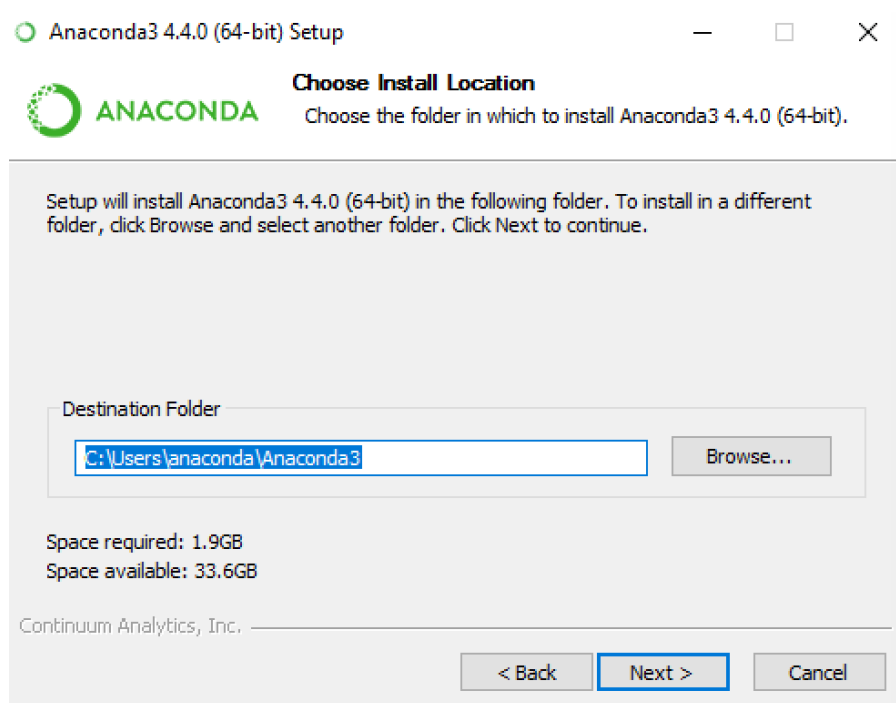 Anaconda3 4.4.0 (64-bit) Setup
ANACONDA
Choose Install Location
Choose the folder in which to install Anaconda3 4.4.0 (64-bit).
Setup will install Anaconda3 4.4.0 (64-bit) in the following folder. To install in a different
folder, click Browse and select another folder. Click Next to continue.
Destination Folder
C:\Users\anaconda\Anaconda3
Browse...
Space required: 1.9GB
Space available: 33.6GB
Continuum Analytics, Inc.
< Back
Next >
Cancel